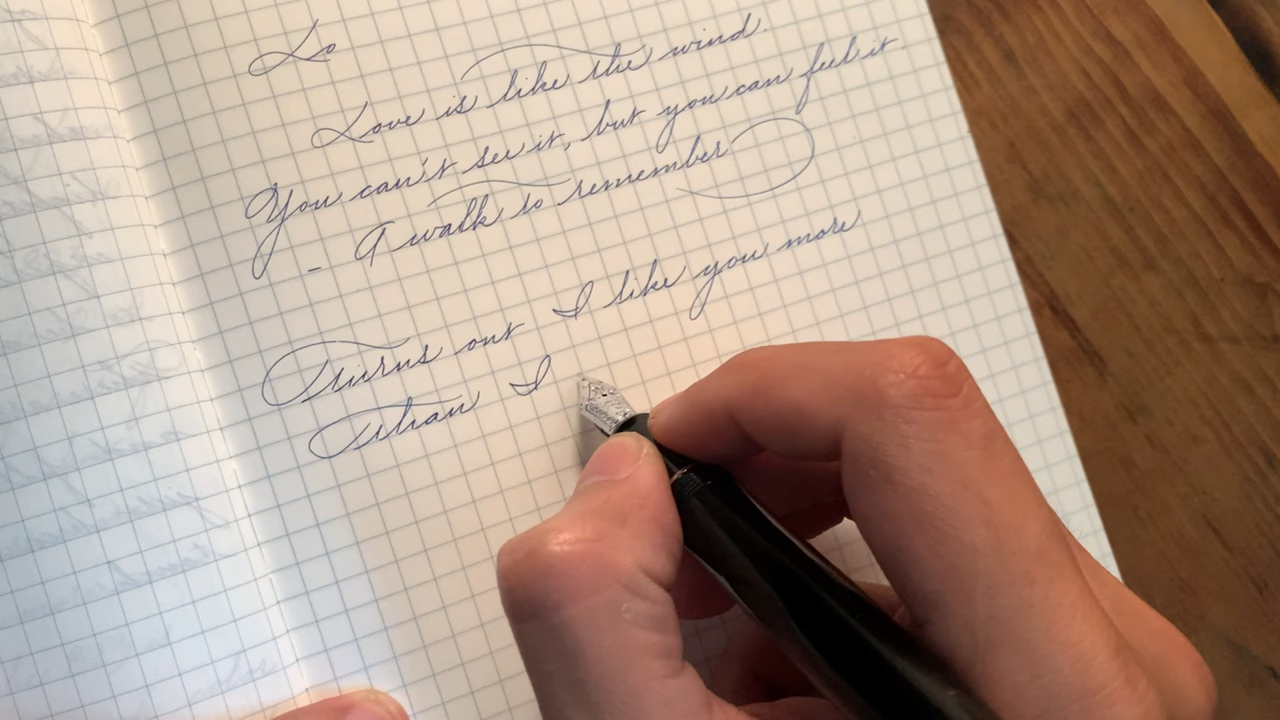 Lo
Love is like the wind.
You can't see it, but you can feel it.
- A walk to remember
Turns out I like you more
Than I